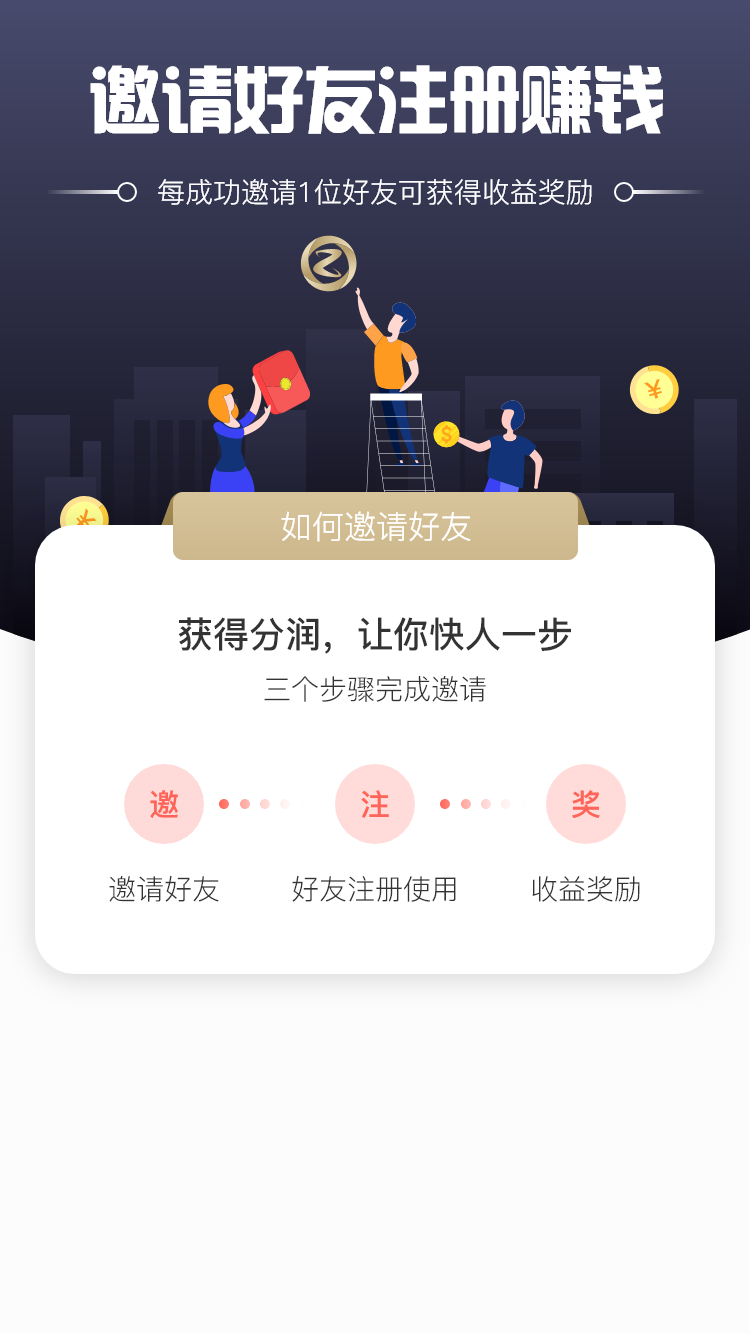 邀请好友注册赚钱
每成功邀请1位好友可获得收益奖励
如何邀请好友
获得分润，让你快人一步
三个步骤完成邀请
邀 注 奖
邀请好友 好友注册使用 收益奖励